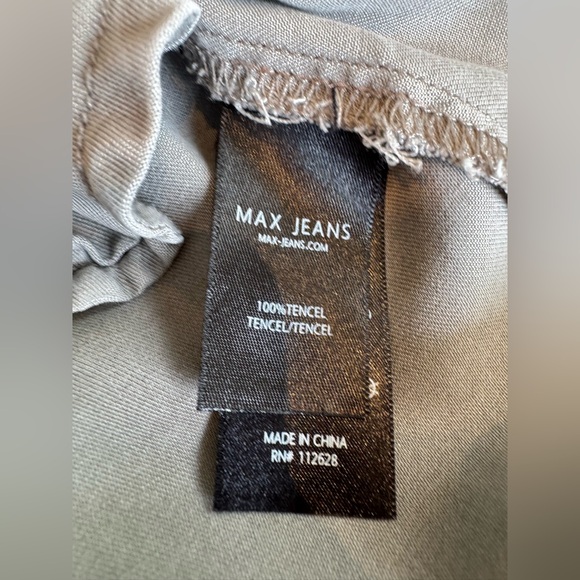 MAX JEANS
MAX-JEANS.COM
100%TENCEL
TENCEL/TENCEL
MADE IN CHINA
RN# 112628